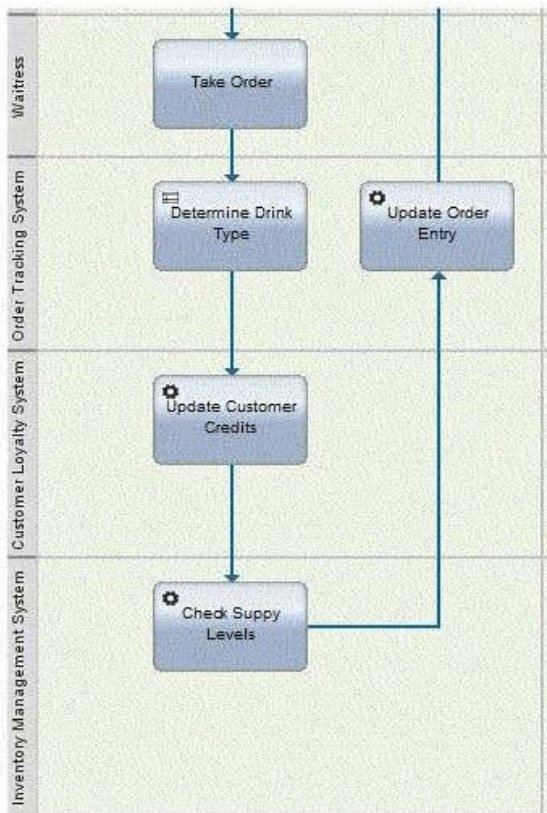 Waitress
Take Order
Order Tracking System
Determine Drink
Type
Update Order
Entry
Customer Loyalty System
Update Customer
Credits
Inventory Management System
Check Suppy
Levels